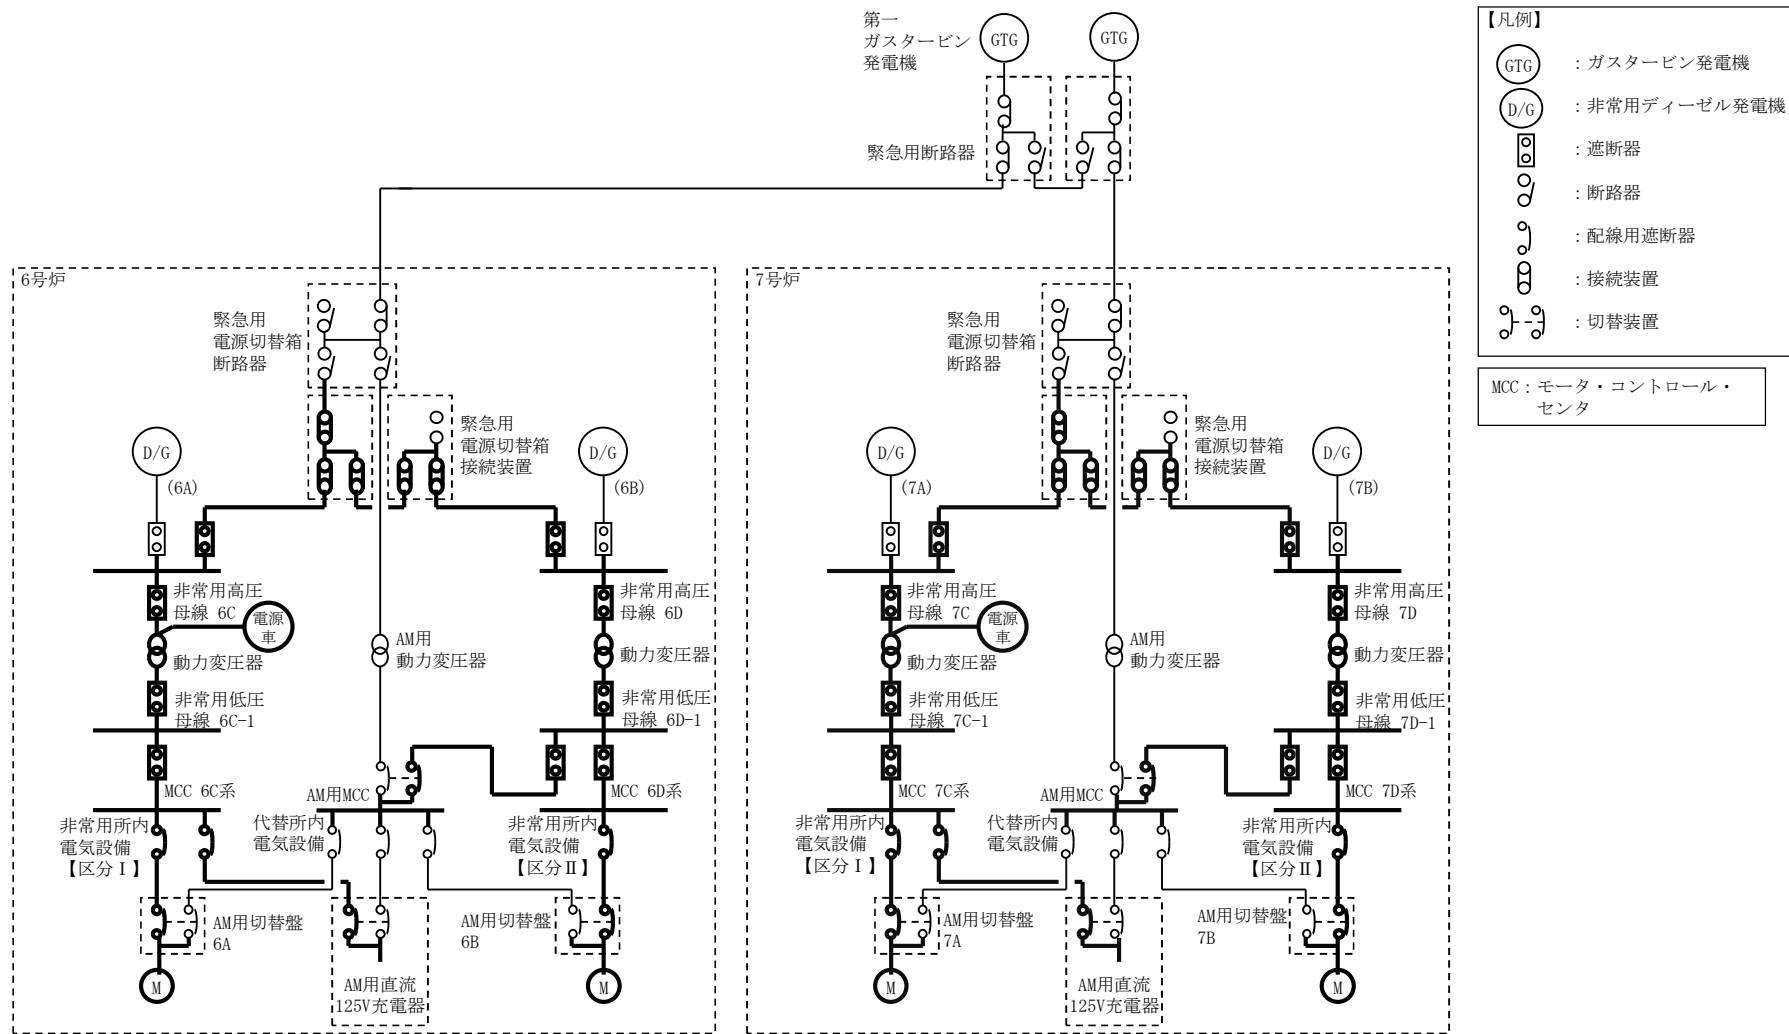 第一
ガスタービン
発電機
GTG
GTG
緊急用断路器
【凡例】
GTG
：ガスタービン発電機
D/G
：非常用ディーゼル発電機
：遮断器
：断路器
：配線用遮断器
：接続装置
：切替装置
MCC：モータ・コントロール・
センタ
6号炉
緊急用
電源切替箱
断路器
緊急用
電源切替箱
接続装置
D/G
(6A)
D/G
(6B)
非常用高圧
母線 6C
電源
車
動力変圧器
非常用低圧
母線 6C-1
AM用
動力変圧器
非常用高圧
母線 6D
動力変圧器
非常用低圧
母線 6D-1
MCC 6C系
AM用MCC
MCC 6D系
非常用所内
電気設備
【区分Ⅰ】
代替所内
電気設備
非常用所内
電気設備
【区分Ⅱ】
AM用切替盤
6A
AM用切替盤
6B
M
AM用直流
125V充電器
M
7号炉
緊急用
電源切替箱
断路器
緊急用
電源切替箱
接続装置
D/G
(7A)
D/G
(7B)
非常用高圧
母線 7C
電源
車
動力変圧器
非常用低圧
母線 7C-1
AM用
動力変圧器
非常用高圧
母線 7D
動力変圧器
非常用低圧
母線 7D-1
MCC 7C系
AM用MCC
MCC 7D系
非常用所内
電気設備
【区分Ⅰ】
代替所内
電気設備
非常用所内
電気設備
【区分Ⅱ】
AM用切替盤
7A
AM用切替盤
7B
M
AM用直流
125V充電器
M